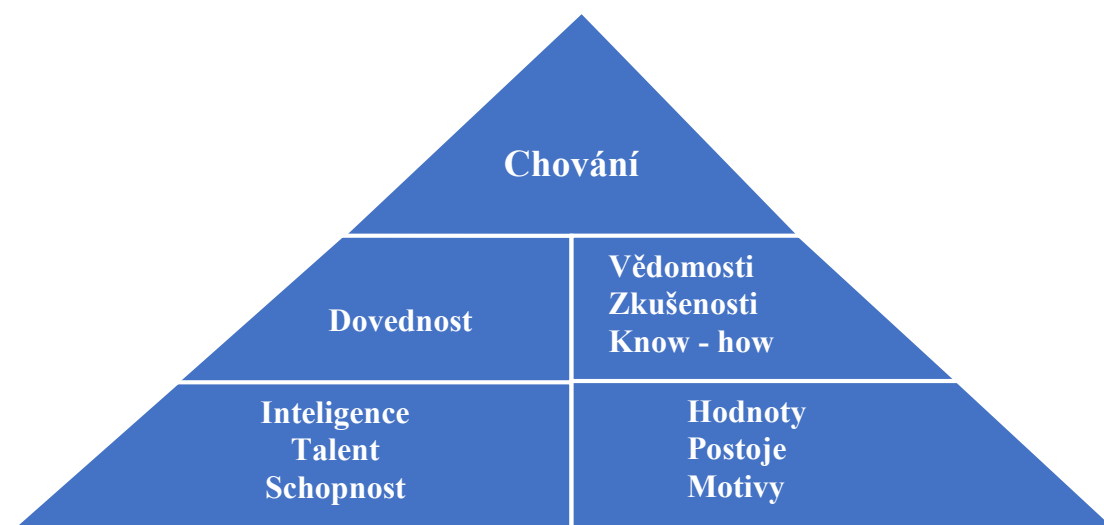 Chování
Dovednost
Vědomosti
Zkušenosti
Know - how
Inteligence
Talent
Schopnost
Hodnoty
Postoje
Motivy